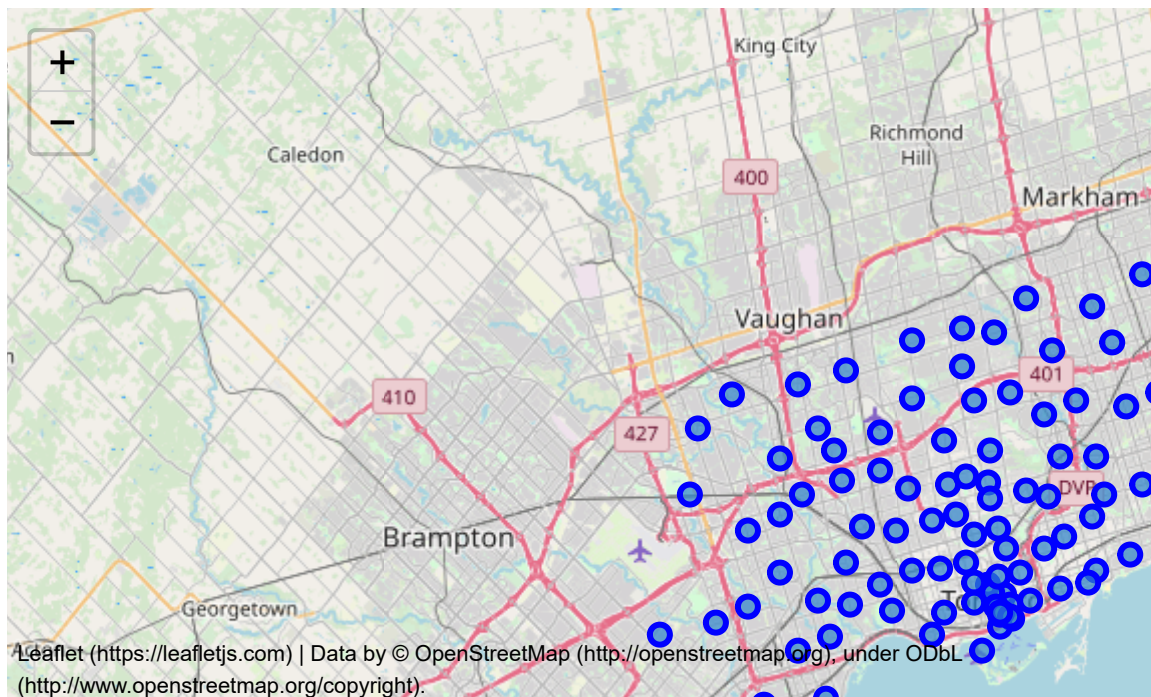 +
King City
Richmond
Hill
Caledon
400
Markham
−
Vaughan
401
410
427
DVP
Brampton
Georgetown
Leaflet (https://leafletjs.com) | Data by © OpenStreetMap (http://openstreetmap.org), under ODbL
(http://www.openstreetmap.org/copyright).